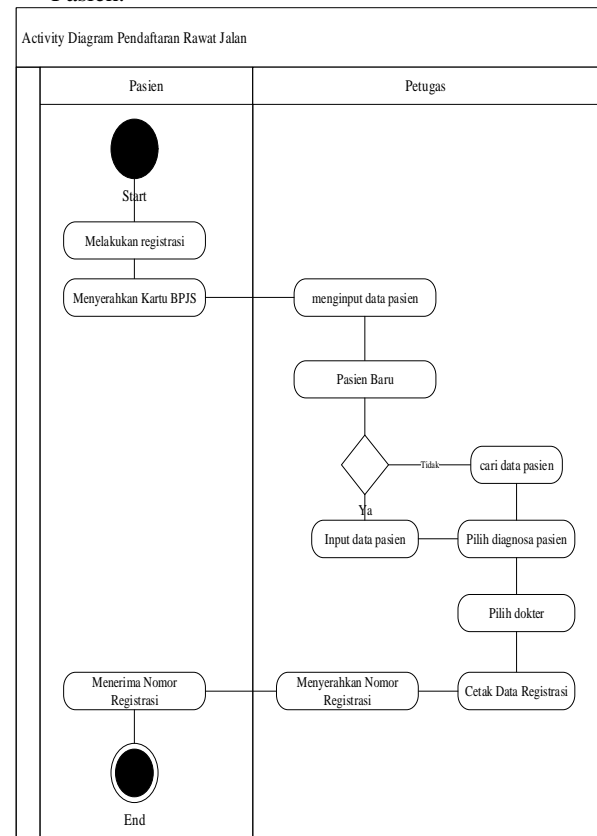 Pasien.
Activity Diagram Pendaftaran Rawat Jalan
Pasien
Petugas
Start
Melakukan registrasi
Menyerahkan Kartu BPJS
menginput data pasien
Pasien Baru
Tidak
cari data pasien
Ya
Input data pasien
Pilih diagnosa pasien
Pilih dokter
Cetak Data Registrasi
Menyerahkan Nomor
Registrasi
Menerima Nomor
Registrasi
End